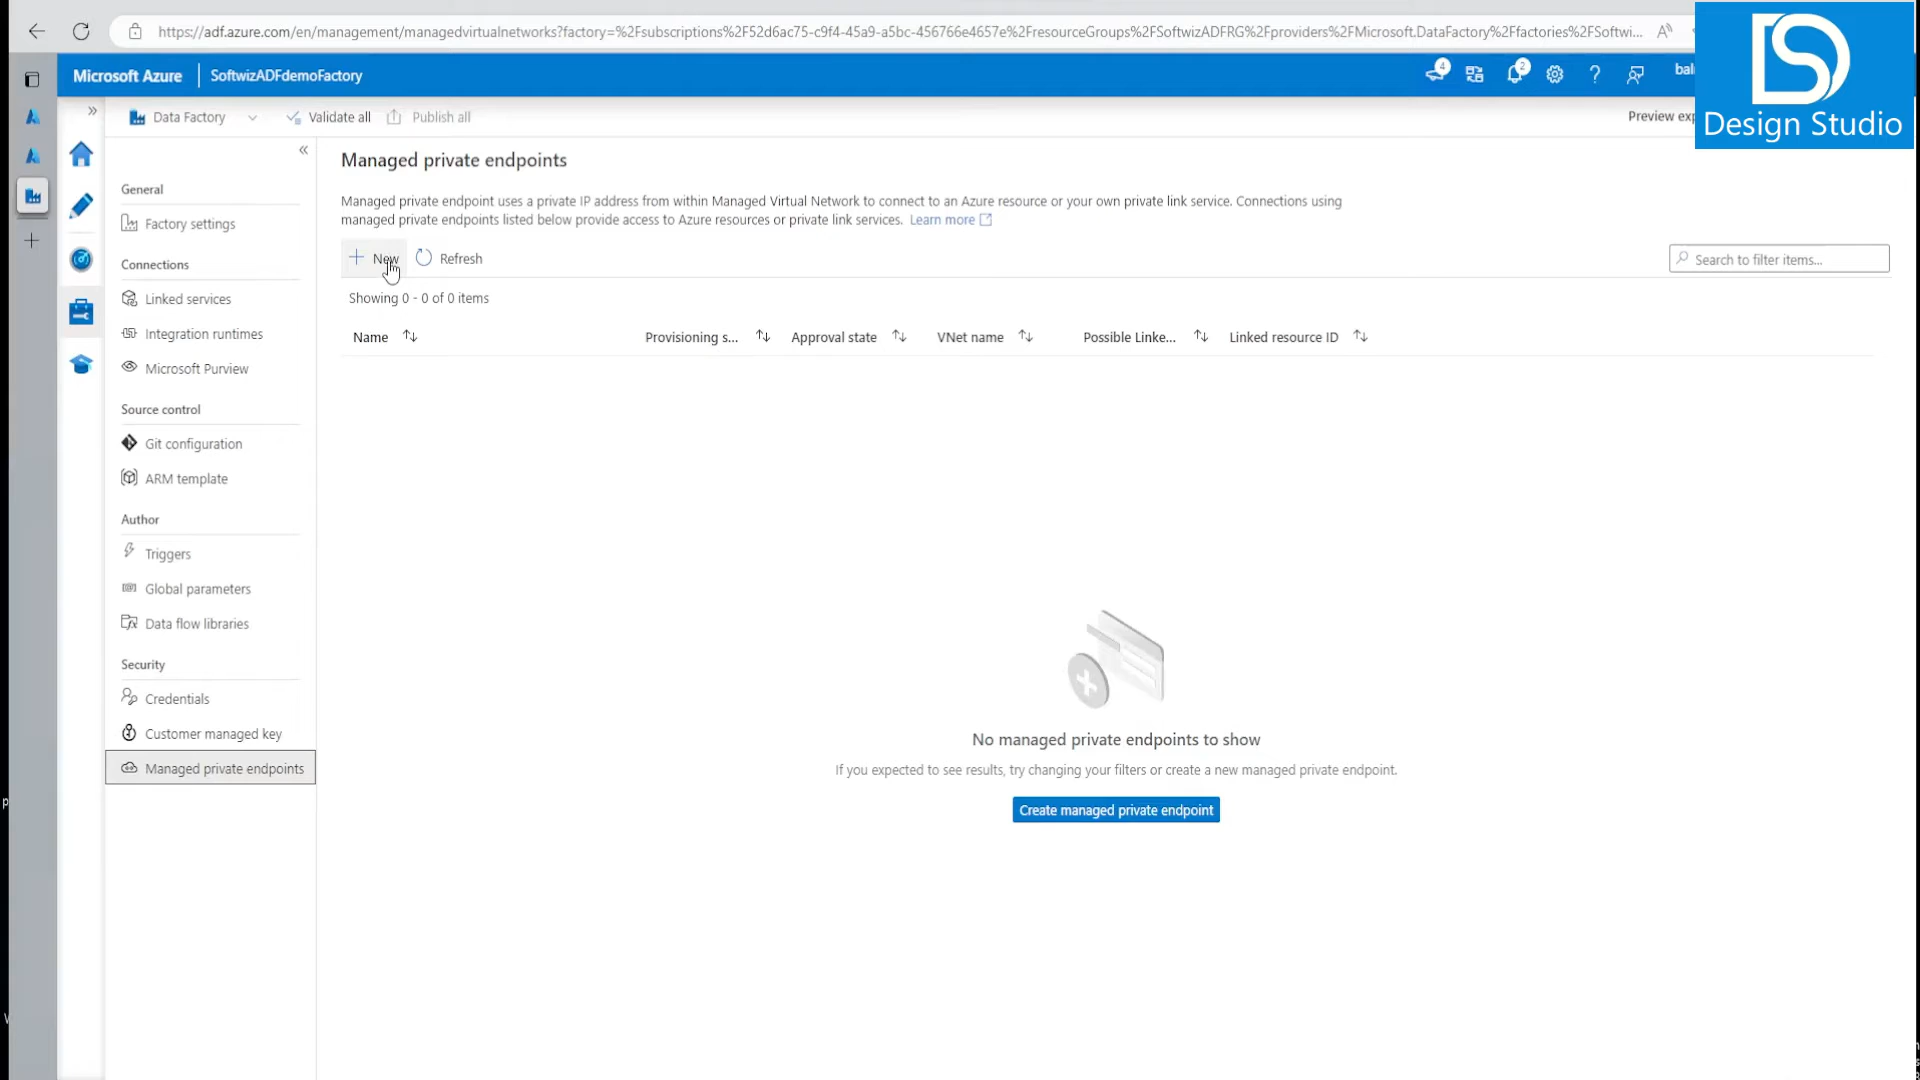 https://adf.azure.com/en/management/managedvirtualnetworks?factory=%2Fsubscriptions%2F52d6ac75-c9f4-45a9-a5bc-456766e4657e%2FresourceGroups%2FSoftwizADFRG%2Fproviders%2FMicrosoft.DataFactory%2Ffactories%2FSoftwi...
Microsoft Azure
SoftwizADFdemoFactory
4
2
bal
Design Studio
Data Factory
Validate all
Publish all
Preview exp
Managed private endpoints
Managed private endpoint uses a private IP address from within Managed Virtual Network to connect to an Azure resource or your own private link service. Connections using
managed private endpoints listed below provide access to Azure resources or private link services. Learn more
New
Refresh
Search to filter items...
Showing 0 - 0 of 0 items
Name
Provisioning s...
Approval state
VNet name
Possible Linke...
Linked resource ID
General
Factory settings
Connections
Linked services
Integration runtimes
Microsoft Purview
Source control
Git configuration
ARM template
Author
Triggers
Global parameters
Data flow libraries
Security
Credentials
Customer managed key
Managed private endpoints
No managed private endpoints to show
If you expected to see results, try changing your filters or create a new managed private endpoint.
Create managed private endpoint